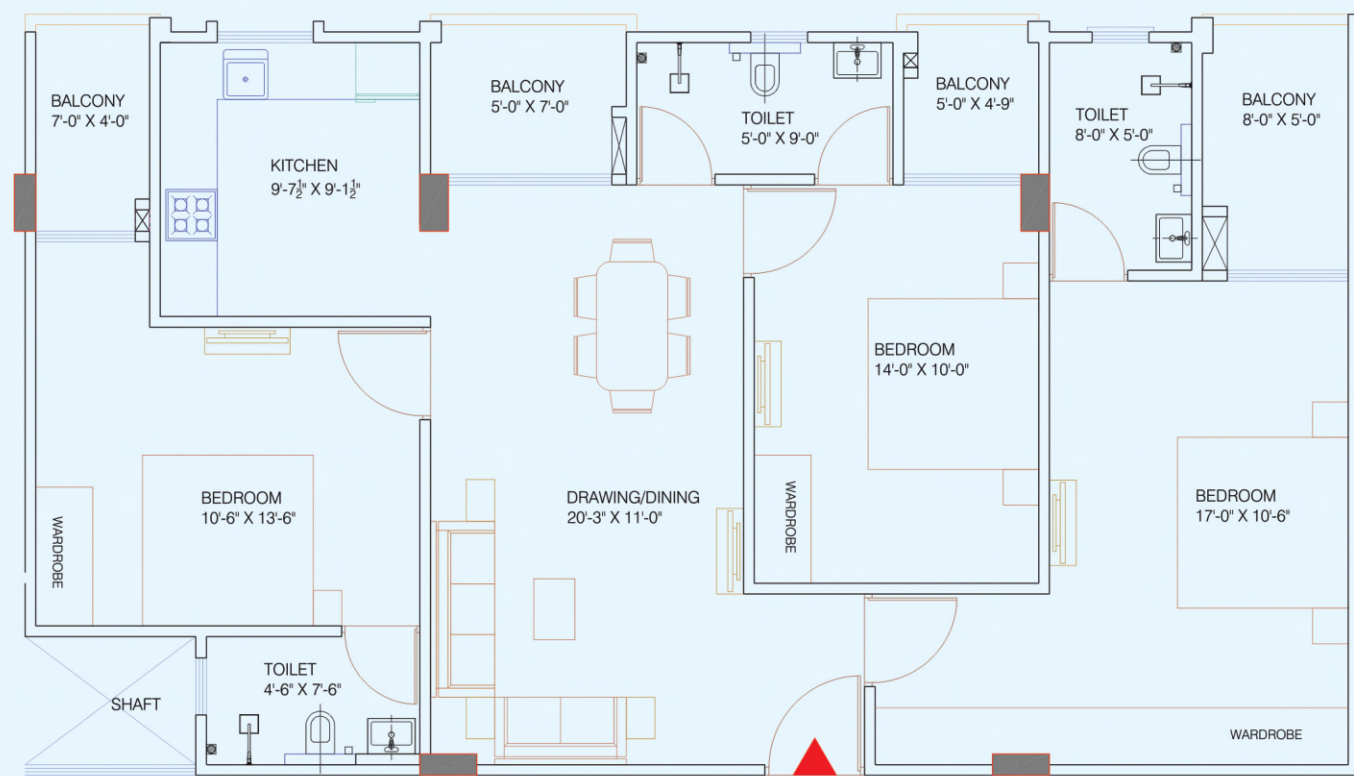 BALCONY
7'-0" X 4'-0"
KITCHEN
9'-7½" X 9'-1½"
BALCONY
5'-0" X 7'-0"
TOILET
5'-0" X 9'-0"
BALCONY
5'-0" X 4'-9"
TOILET
8'-0" X 5'-0"
BALCONY
8'-0" X 5'-0"
BEDROOM
14'-0" X 10'-0"
WARDROBE
BEDROOM
10'-6" X 13'-6"
WARDROBE
DRAWING/DINING
20'-3" X 11'-0"
BEDROOM
17'-0" X 10'-6"
TOILET
4'-6" X 7'-6"
SHAFT
WARDROBE